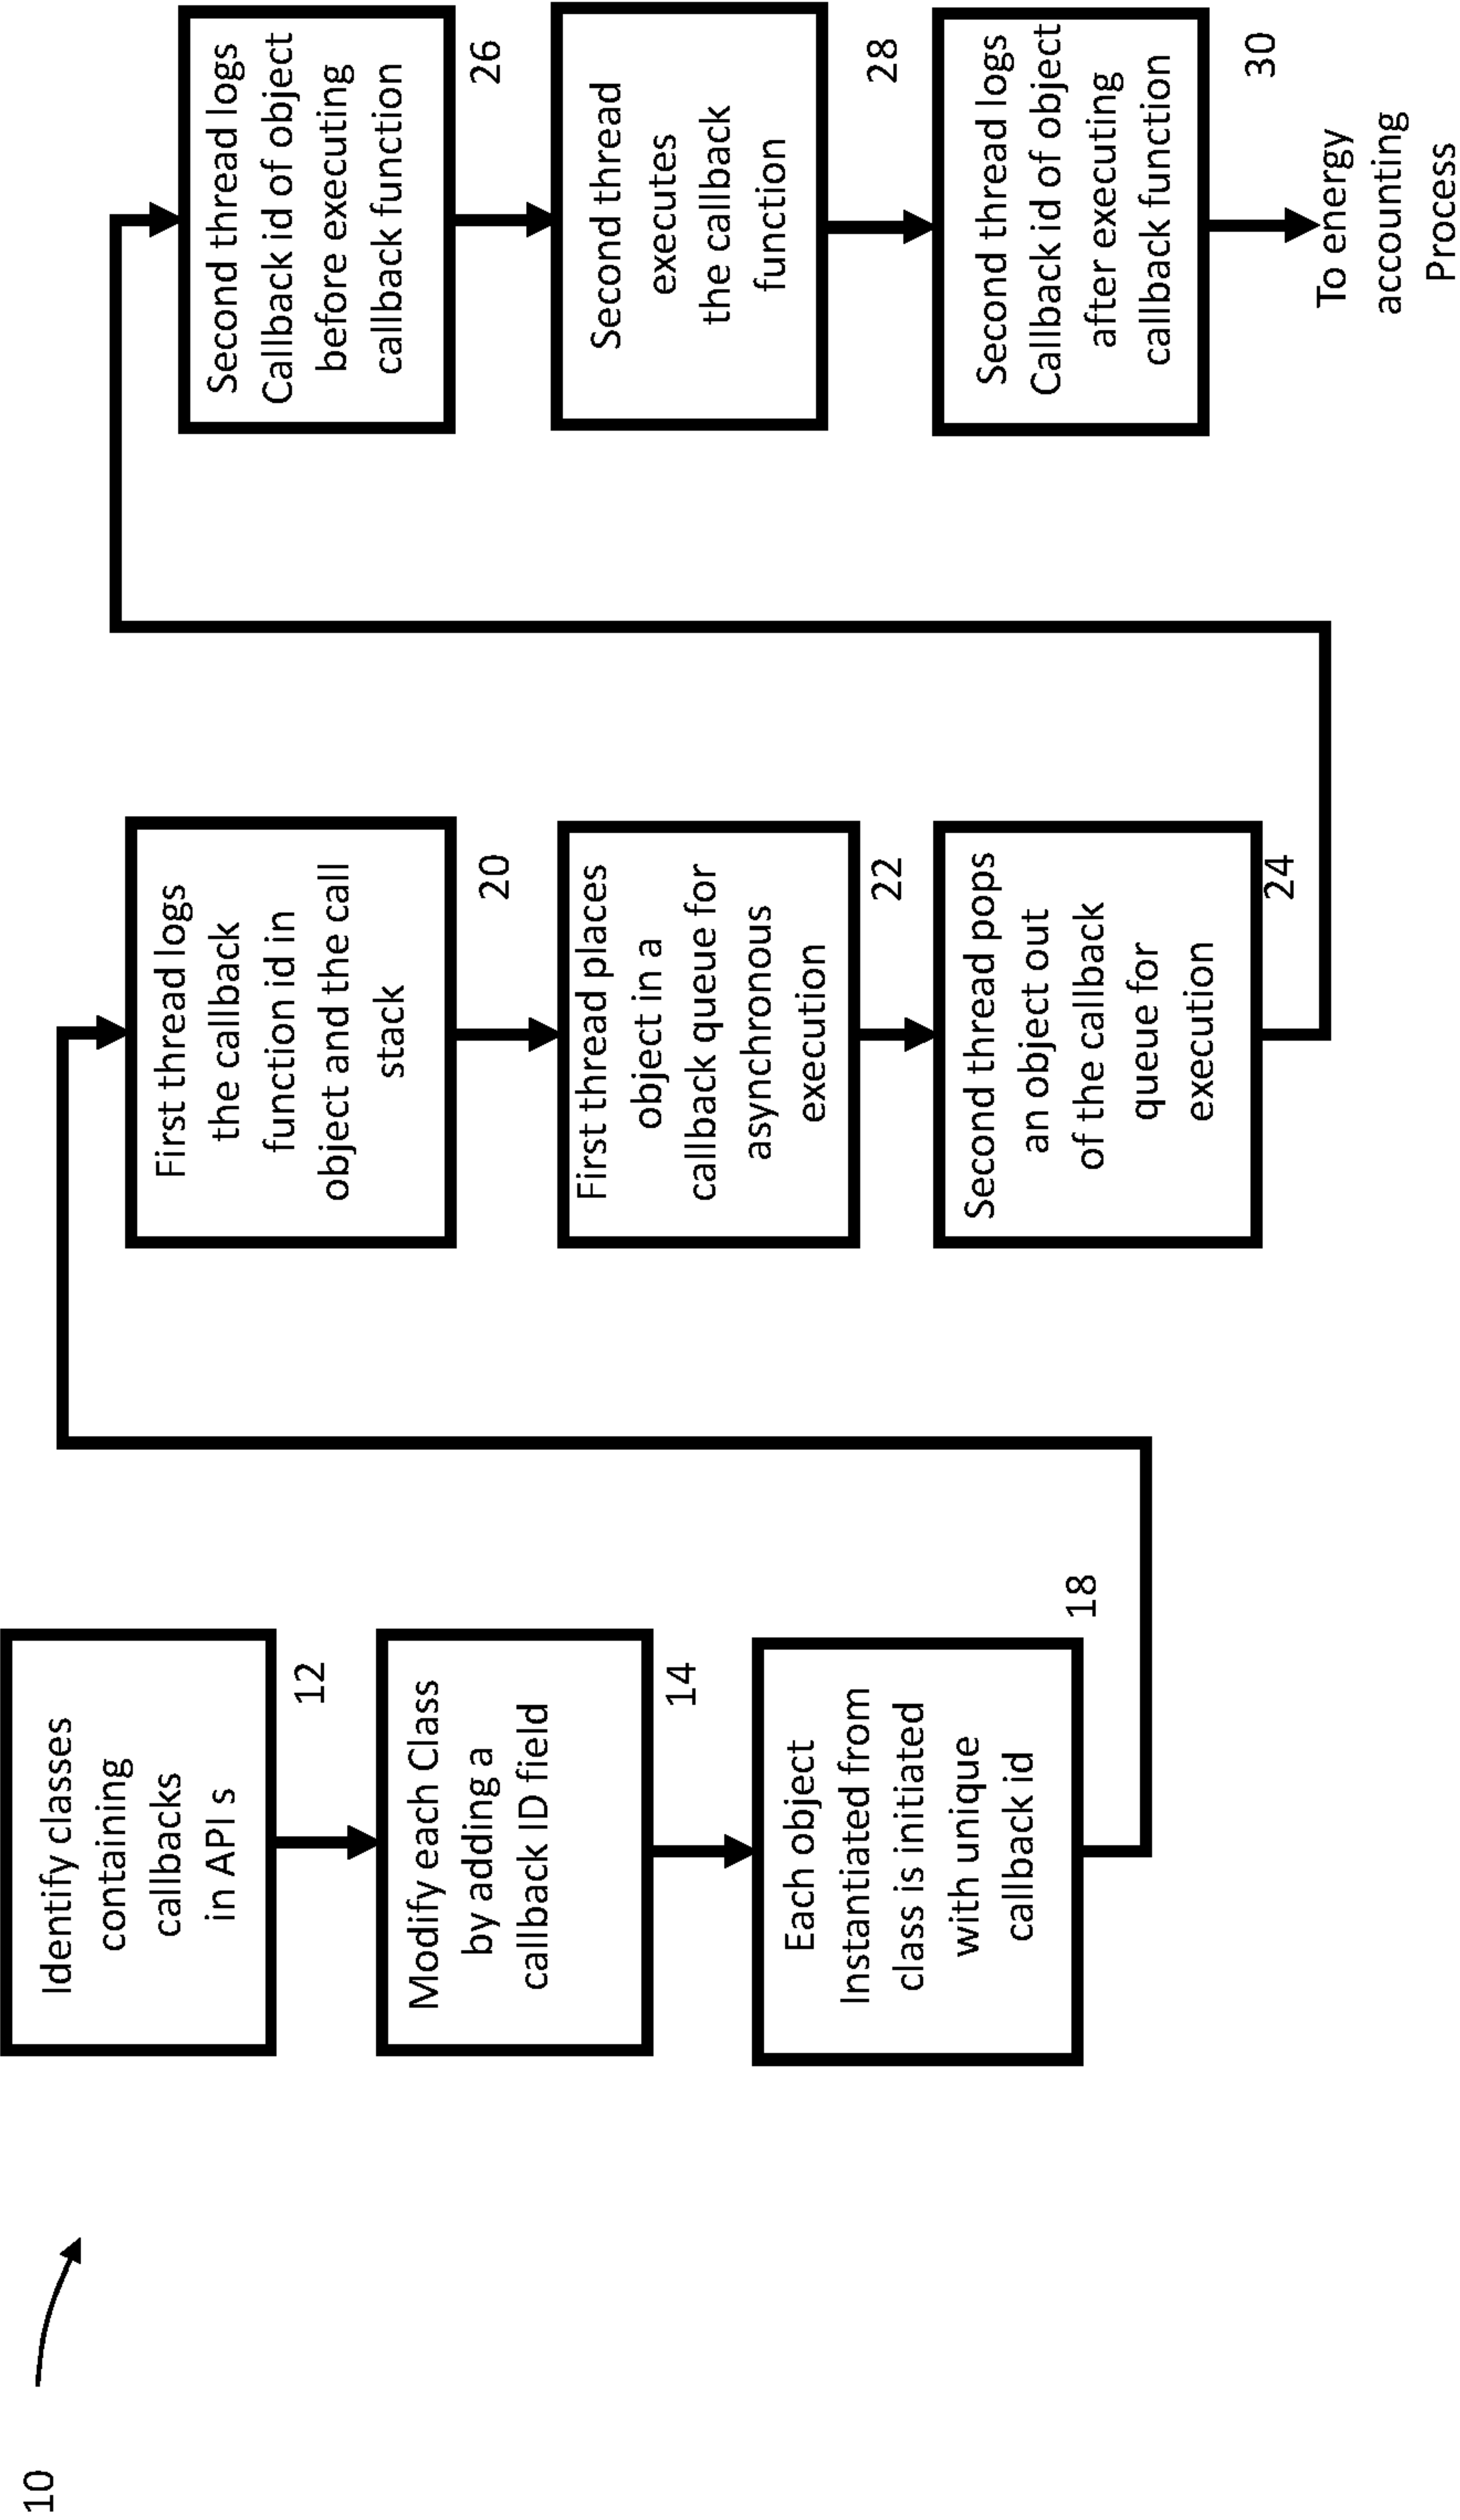 10
Identify classes
containing
callbacks
in API s
12
Modify each Class
by adding a
callback ID field
14
Each object
Instantiated from
class is initiated
with unique
callback id
18
First thread logs
the callback
function id in
object and the call
stack
20
First thread places
object in a
callback queue for
asynchronous
execution
22
Second thread pops
an object out
of the callback
queue for
execution
24
Second thread logs
Callback id of object
before executing
callback function
26
Second thread
executes
the callback
function
28
Second thread logs
Callback id of object
after executing
callback function
30
To energy
accounting
Process